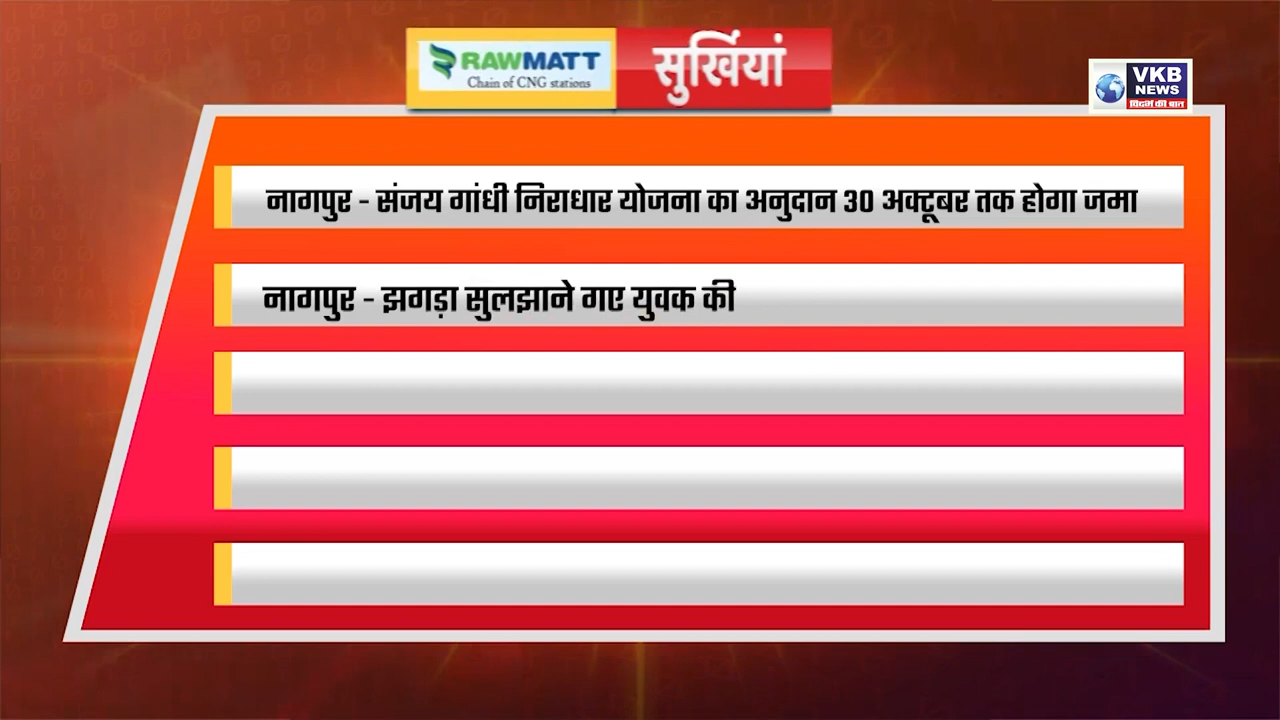 RAWMATT
Chain of CNG stations
सुर्खियां
VKB
NEWS
विदर्भ की बात
नागपुर - संजय गांधी निराधार योजना का अनुदान 30 अक्टूबर तक होगा जमा
नागपुर - झगड़ा सुलझाने गए युवक की